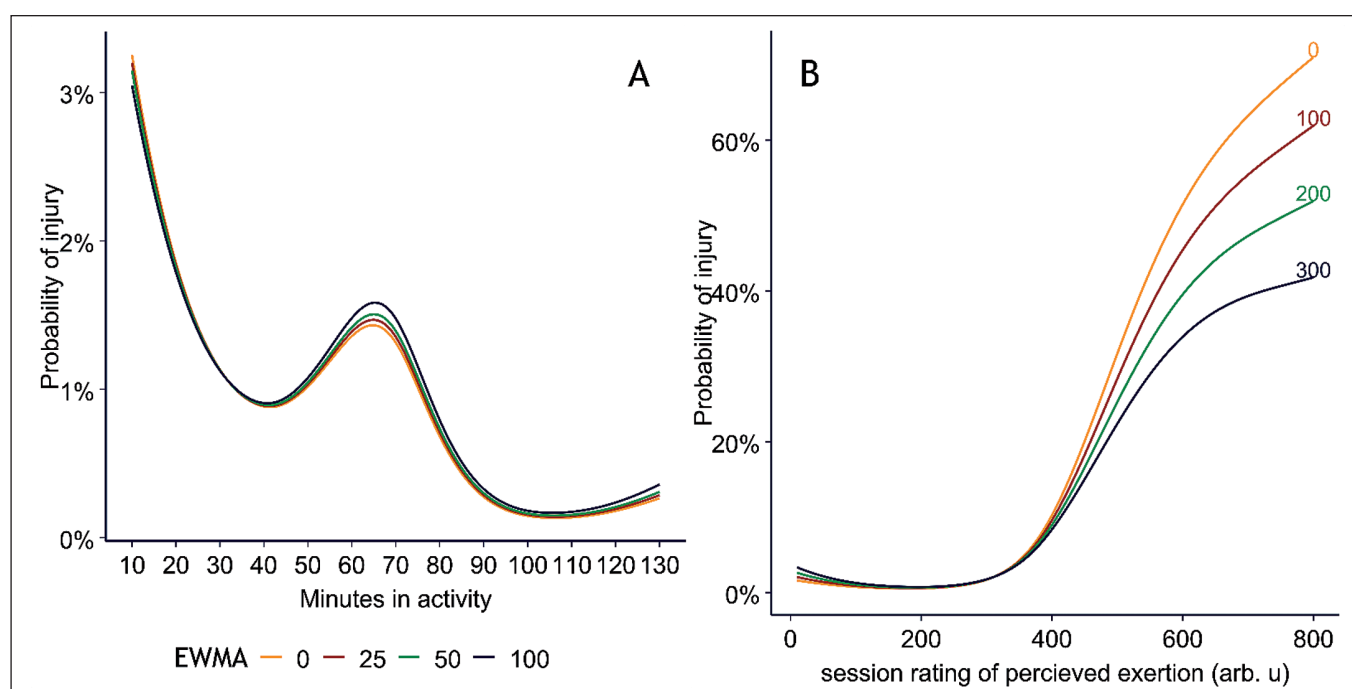 A
Probability of injury
3%
2%
1%
0%
10 20 30 40 50 60 70 80 90 100 110 120 130
Minutes in activity
EWMA 0 25 50 100
B
Probability of injury
60%
40%
20%
0%
0
100
200
300
0 200 400 600 800
session rating of percieved exertion (arb. u)